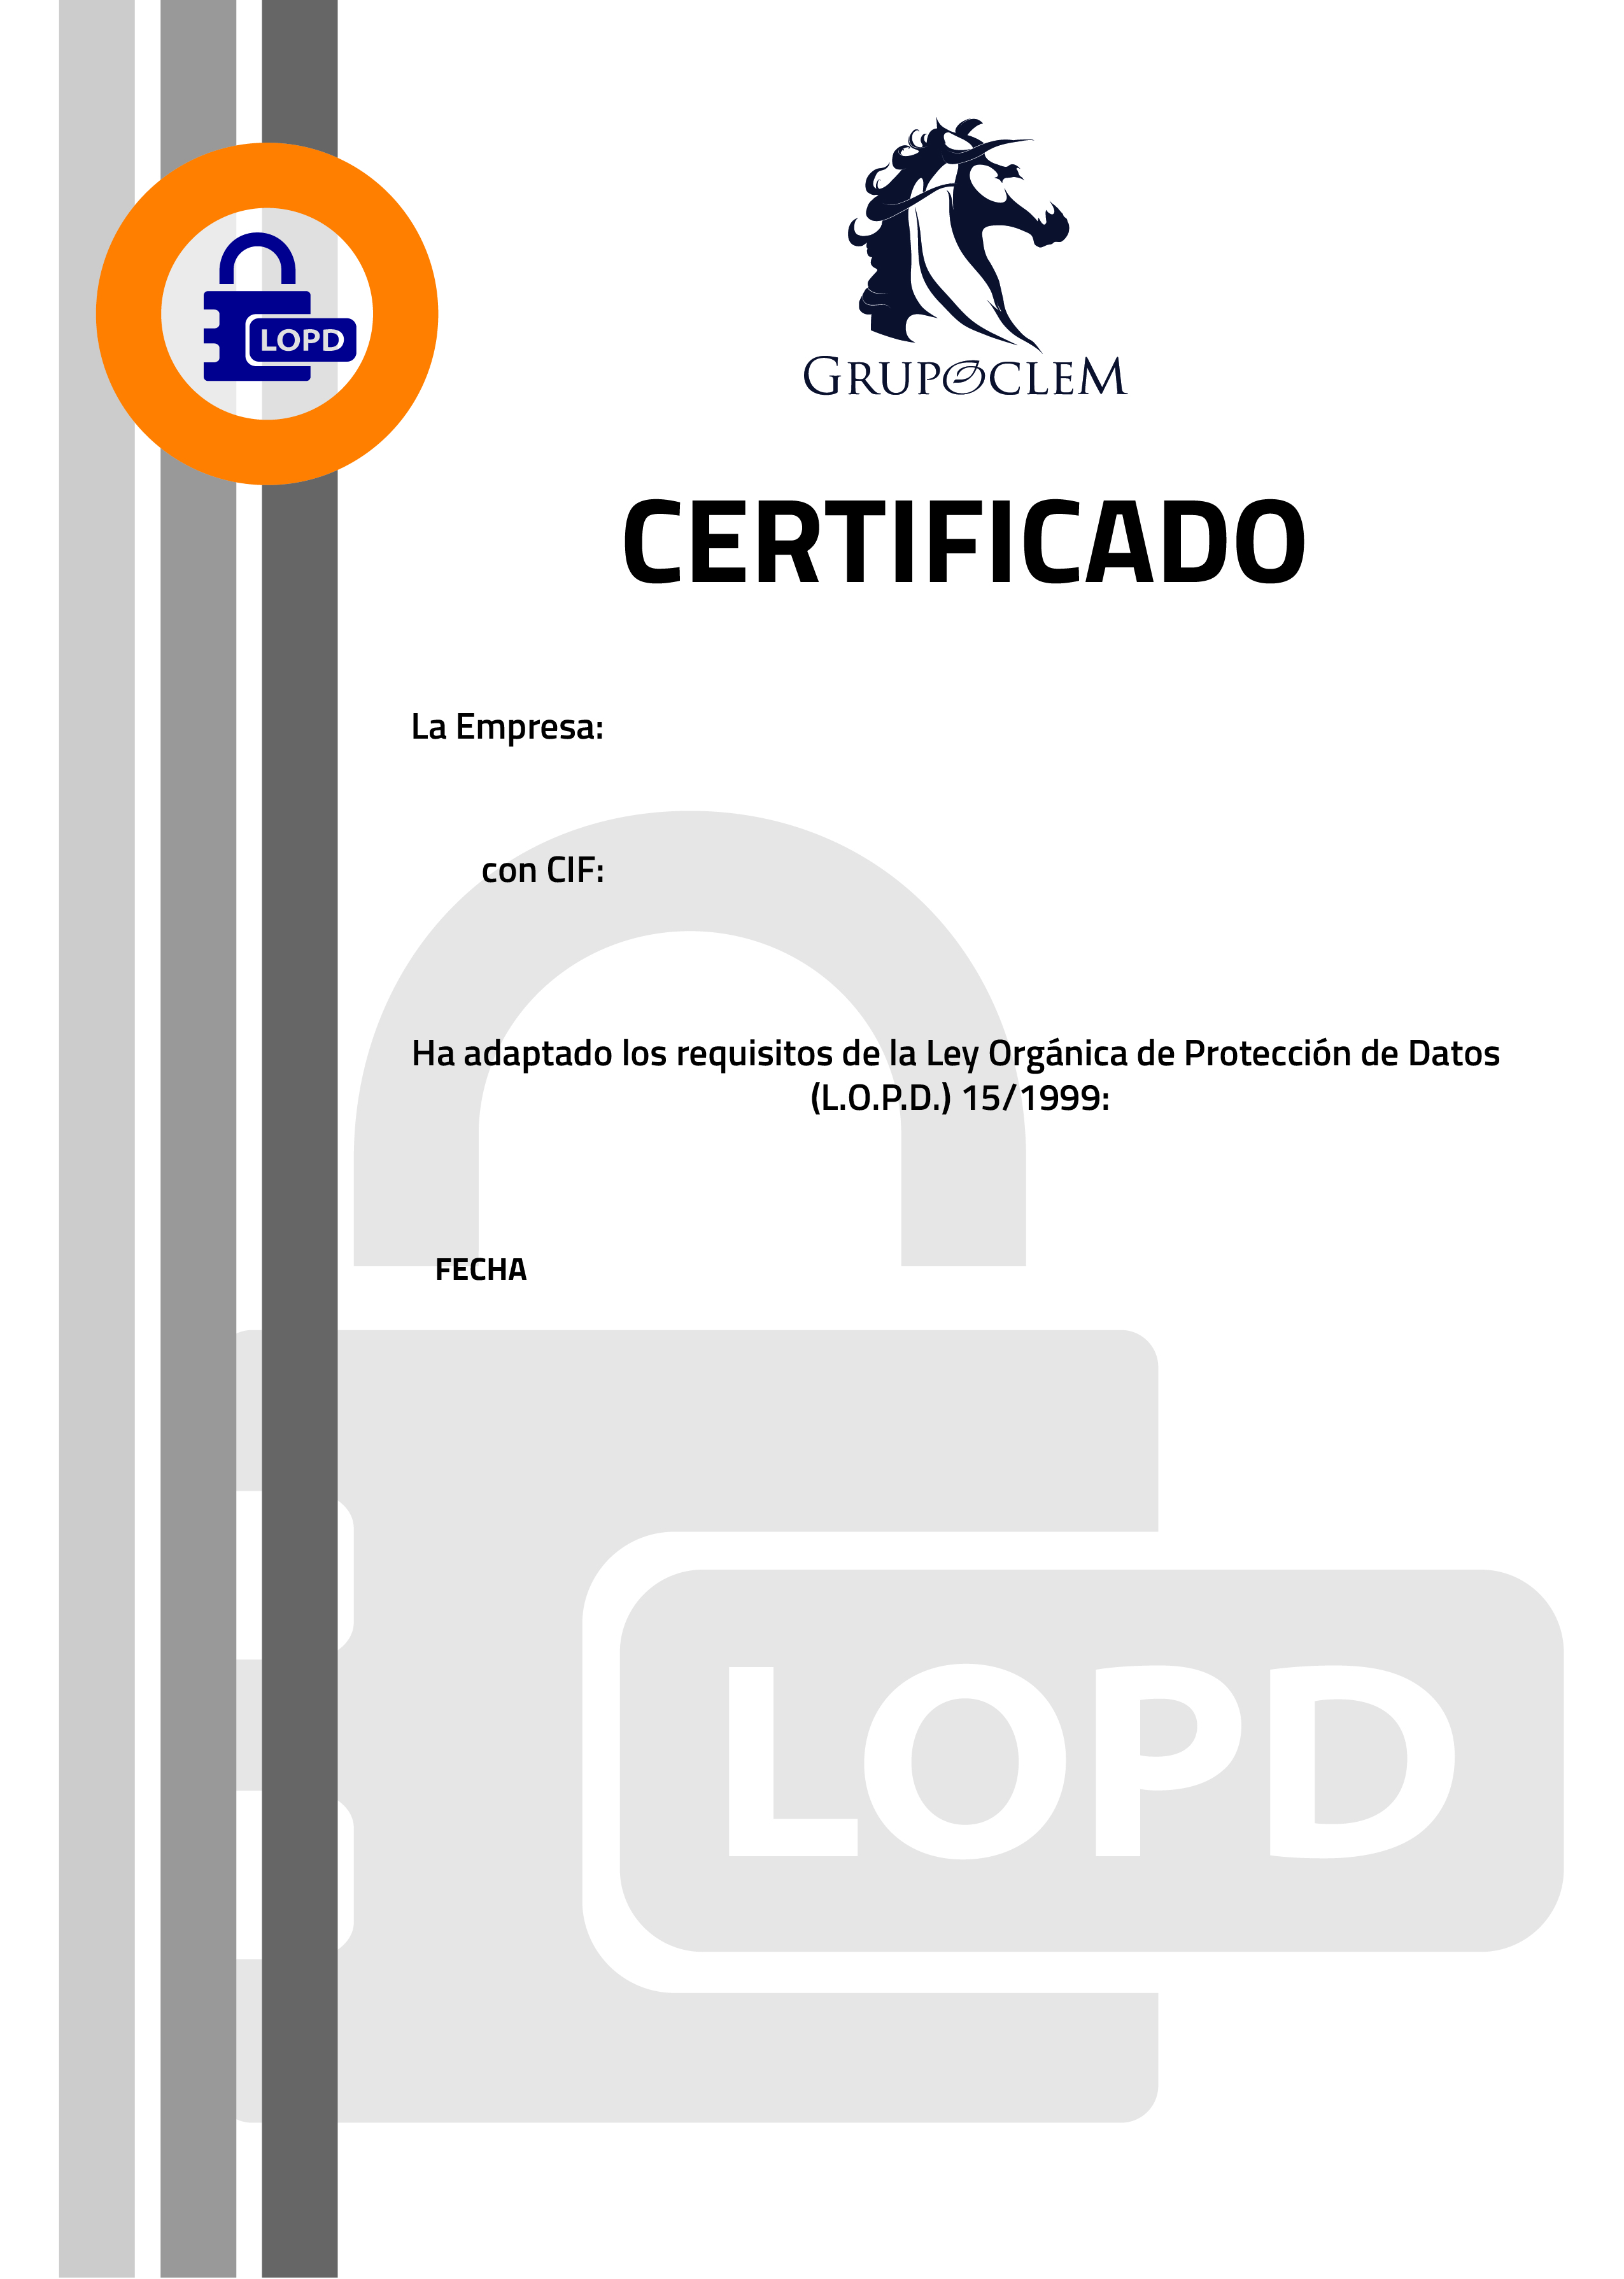 LOPD
GRUPOCLEM
CERTIFICADO
La Empresa:
con CIF:
Ha adaptado los requisitos de la Ley Orgánica de Protección de Datos
(L.O.P.D.) 15/1999:
FECHA
LOPD